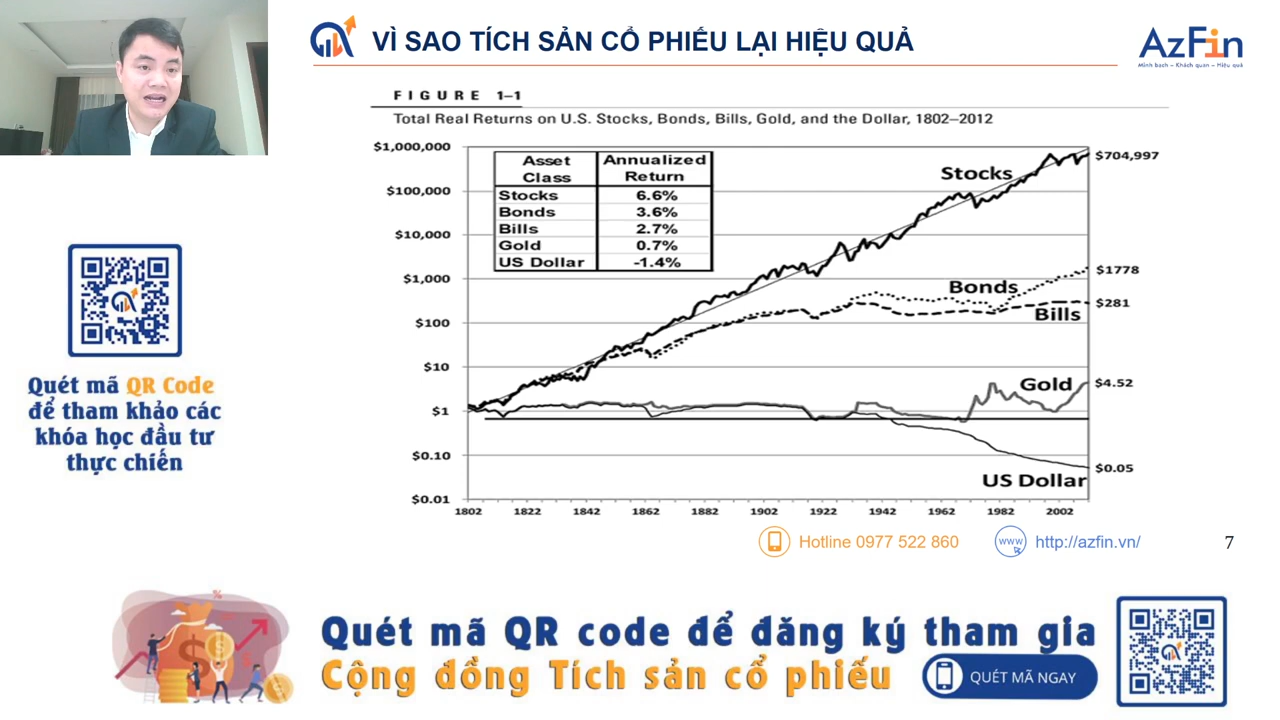 VÌ SAO TÍCH SẢN CỔ PHIẾU LẠI HIỆU QUẢ
AzFin
Minh bạch – Khách quan – Hiệu quả
FIGURE 1–1
Total Real Returns on U.S. Stocks, Bonds, Bills, Gold, and the Dollar, 1802–2012
Asset Class Annualized Return
Stocks 6.6%
Bonds 3.6%
Bills 2.7%
Gold 0.7%
US Dollar -1.4%
$1,000,000
$100,000
$10,000
$1,000
$100
$10
$1
$0.10
$0.01
Stocks
$704,997
Bonds
$1778
Bills
$281
Gold
$4.52
US Dollar
$0.05
1802 1822 1842 1862 1882 1902 1922 1942 1962 1982 2002
Quét mã QR Code
để tham khảo các
khóa học đầu tư
thực chiến
Hotline 0977 522 860
www
http://azfin.vn/
7
Quét mã QR code để đăng ký tham gia
Cộng đồng Tích sản cổ phiếu
QUÉT MÃ NGAY